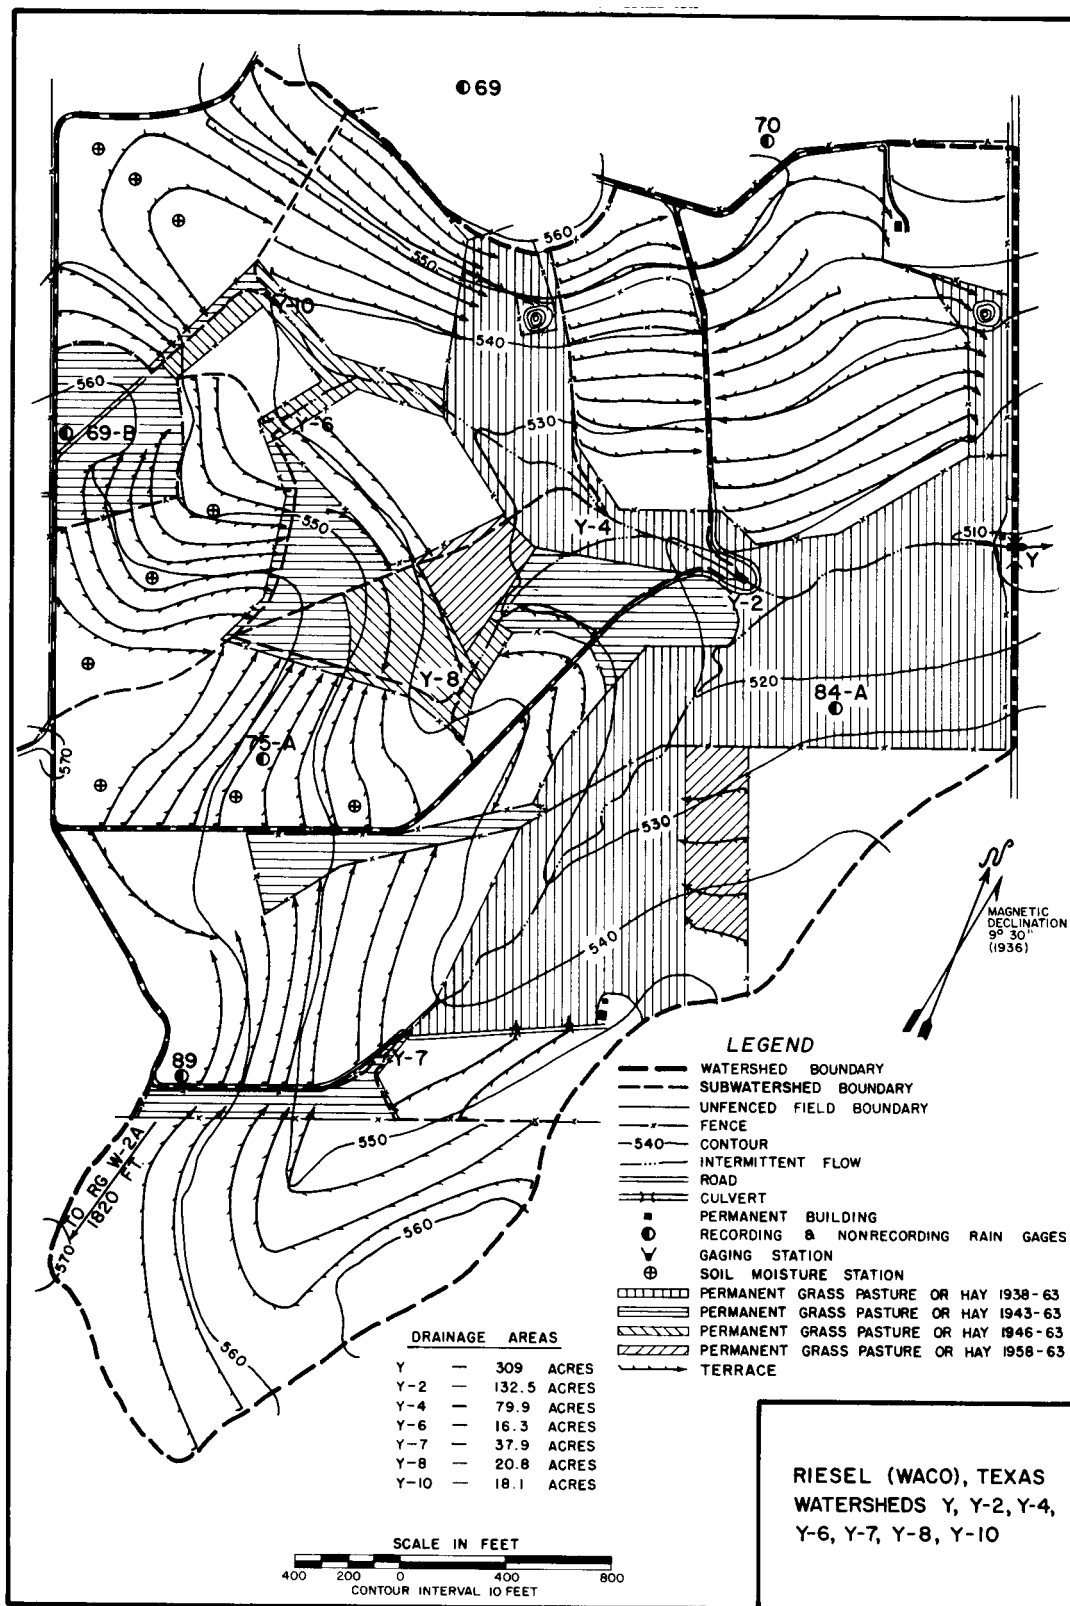 69
70
560
550
Y-10
540
560
530
69-B
Y-6
550
Y-4
510
Y
Y-2
520
Y-8
84-A
75-A
570
530
540
MAGNETIC
DECLINATION
9° 30"
(1936)
Y-7
89
550
TO RG W-2A
1820 FT.
570
560
560
LEGEND
WATERSHED BOUNDARY
SUBWATERSHED BOUNDARY
UNFENCED FIELD BOUNDARY
FENCE
540 CONTOUR
INTERMITTENT FLOW
ROAD
CULVERT
PERMANENT BUILDING
RECORDING & NONRECORDING RAIN GAGES
GAGING STATION
SOIL MOISTURE STATION
PERMANENT GRASS PASTURE OR HAY 1938-63
PERMANENT GRASS PASTURE OR HAY 1943-63
PERMANENT GRASS PASTURE OR HAY 1946-63
PERMANENT GRASS PASTURE OR HAY 1958-63
TERRACE
DRAINAGE AREAS
Y — 309 ACRES
Y-2 — 132.5 ACRES
Y-4 — 79.9 ACRES
Y-6 — 16.3 ACRES
Y-7 — 37.9 ACRES
Y-8 — 20.8 ACRES
Y-10 — 18.1 ACRES
RIESEL (WACO), TEXAS
WATERSHEDS Y, Y-2, Y-4,
Y-6, Y-7, Y-8, Y-10
SCALE IN FEET
400 200 0 400 800
CONTOUR INTERVAL 10 FEET